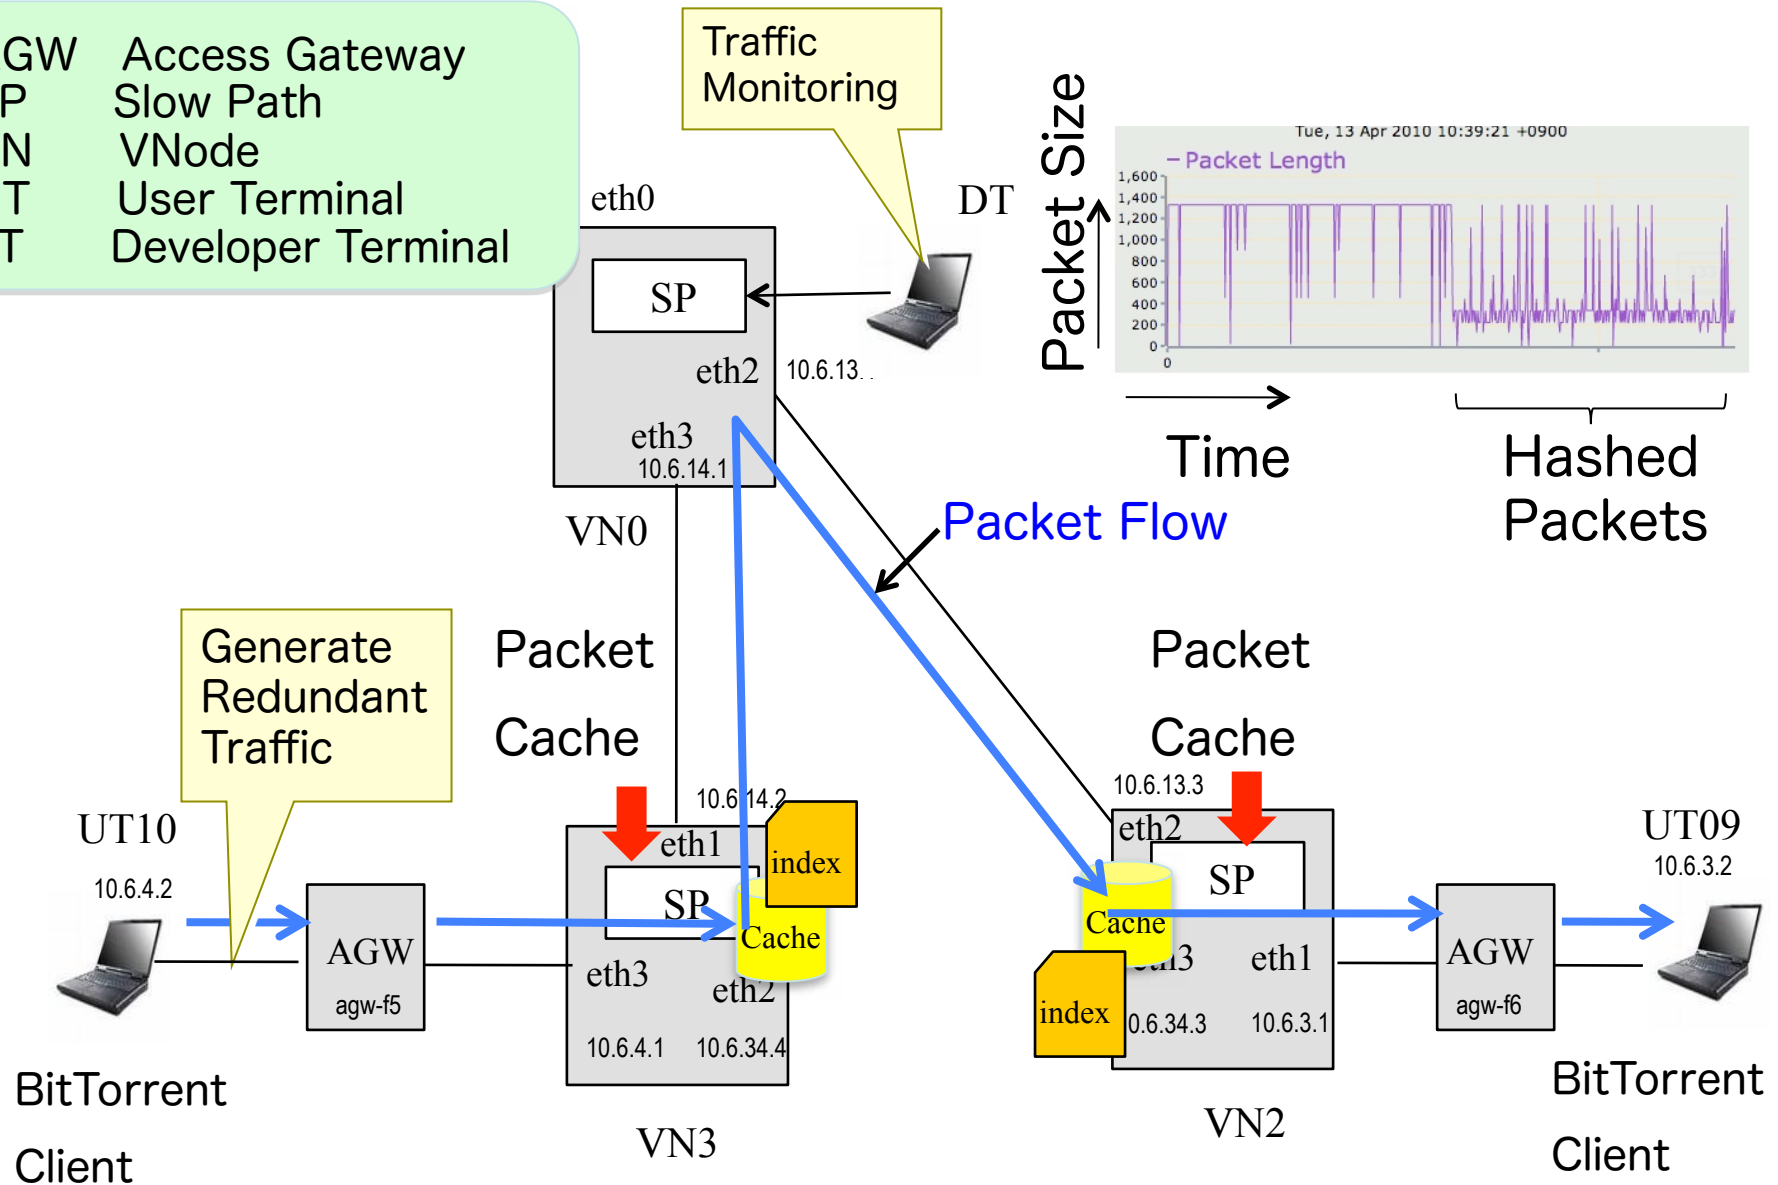 GW Access Gateway
P Slow Path
N VNode
T User Terminal
T Developer Terminal
Traffic
Monitoring
eth0
DT
SP
eth2
10.6.13.
eth3
10.6.14.1
VN0
Packet Size
Tue, 13 Apr 2010 10:39:21 +0900
Packet Length
1,600
1,400
1,200
1,000
800
600
400
200
0
0
Time
Hashed
Packets
Packet Flow
Generate
Redundant
Traffic
Packet
Cache
Packet
Cache
UT10
10.6.4.2
AGW
agw-f5
10.6.14.2
eth1
index
SP
Cache
eth3
eth2
10.6.4.1
10.6.34.4
VN3
10.6.13.3
eth2
SP
Cache
eth1
index
0.6.34.3
10.6.3.1
VN2
AGW
agw-f6
UT09
10.6.3.2
BitTorrent
Client
BitTorrent
Client